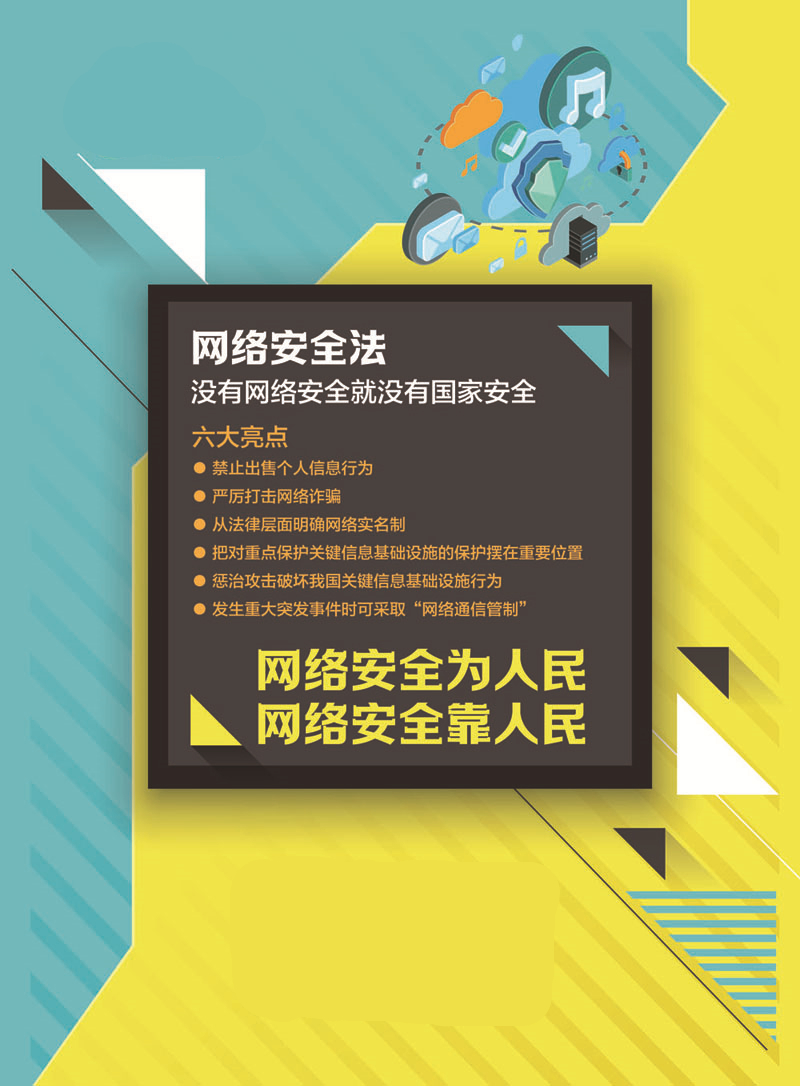 网络安全法
没有网络安全就没有国家安全
六大亮点
● 禁止出售个人信息行为
● 严厉打击网络诈骗
● 从法律层面明确网络实名制
● 把对重点保护关键信息基础设施的保护摆在重要位置
● 惩治攻击破坏我国关键信息基础设施行为
● 发生重大突发事件时可采取“网络通信管制”
网络安全为人民
网络安全靠人民